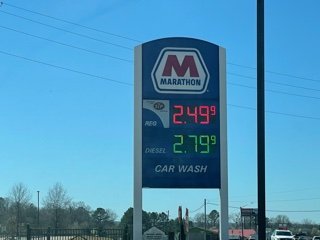 M
MARATHON
REG 2.49 9
DIESEL 2.79 9
CAR WASH